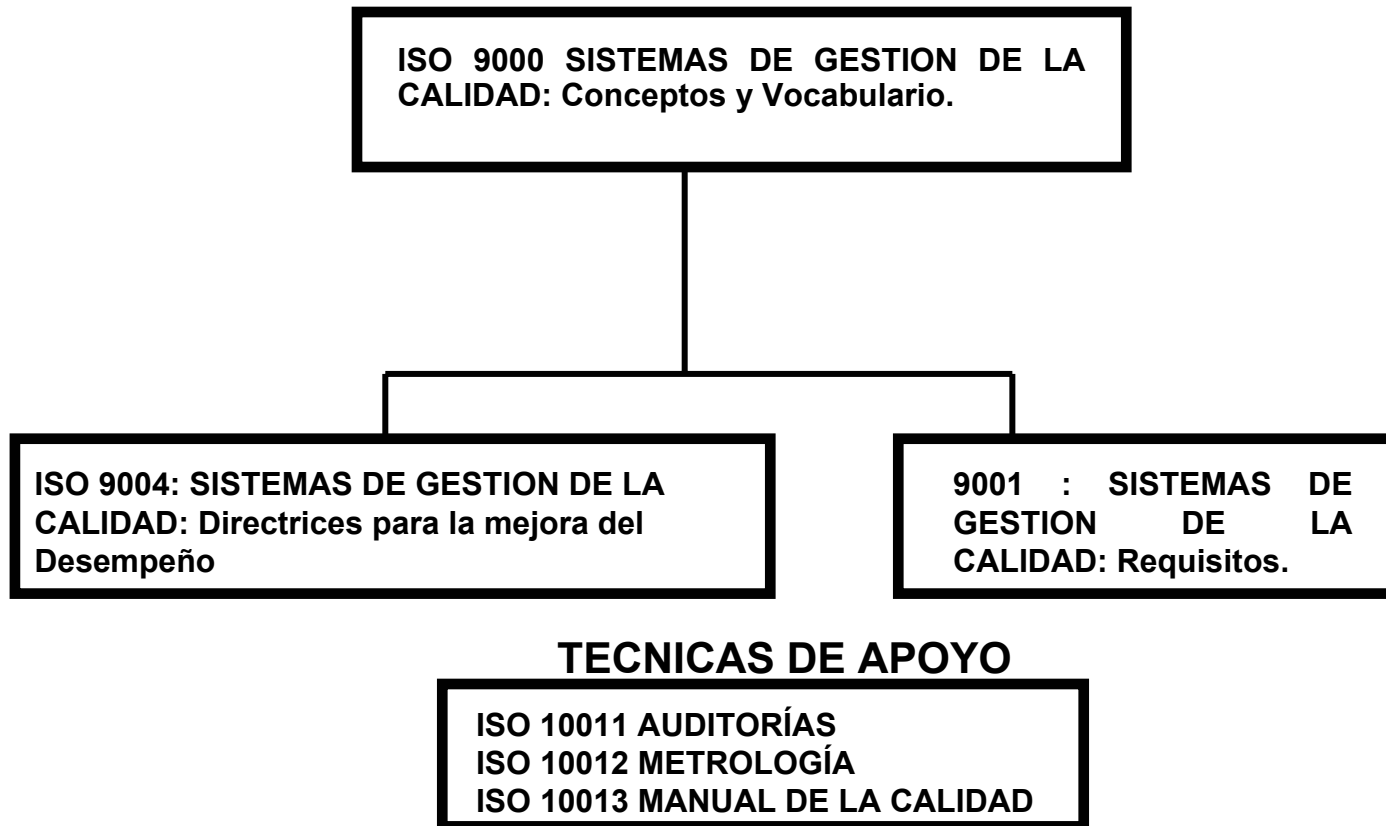 ISO 9000 SISTEMAS DE GESTION DE LA
CALIDAD: Conceptos y Vocabulario.
ISO 9004: SISTEMAS DE GESTION DE LA
CALIDAD: Directrices para la mejora del
Desempeño
9001 : SISTEMAS DE
GESTION DE LA
CALIDAD: Requisitos.
TECNICAS DE APOYO
ISO 10011 AUDITORÍAS
ISO 10012 METROLOGÍA
ISO 10013 MANUAL DE LA CALIDAD